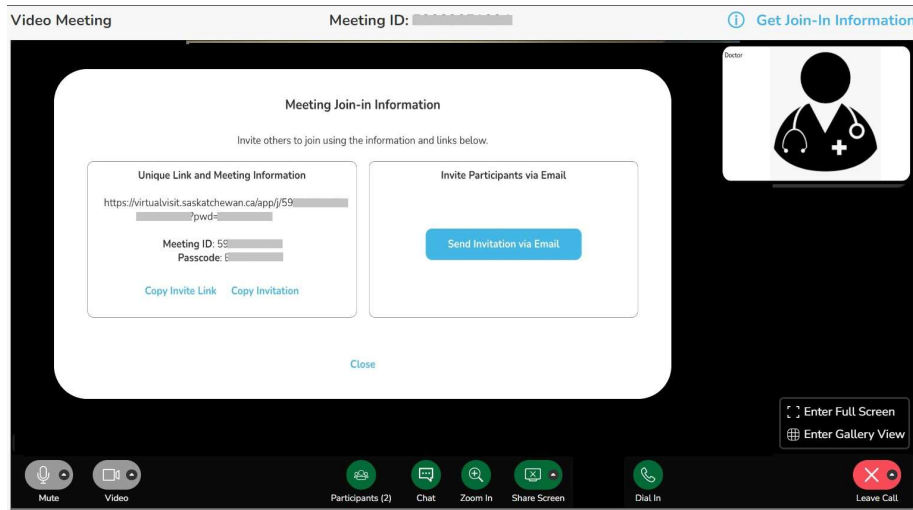 Video Meeting
Meeting ID:
Get Join-In Information
Doctor
Meeting Join-in Information
Invite others to join using the information and links below.
Unique Link and Meeting Information
https://virtualvisit.saskatchewan.ca/app/j/59
?pwd=
Meeting ID: 59
Passcode:
Copy Invite Link Copy Invitation
Invite Participants via Email
Send Invitation via Email
Close
Enter Full Screen
Enter Gallery View
Mute
Video
Participants (2)
Chat
Zoom In
Share Screen
Dial In
Leave Call